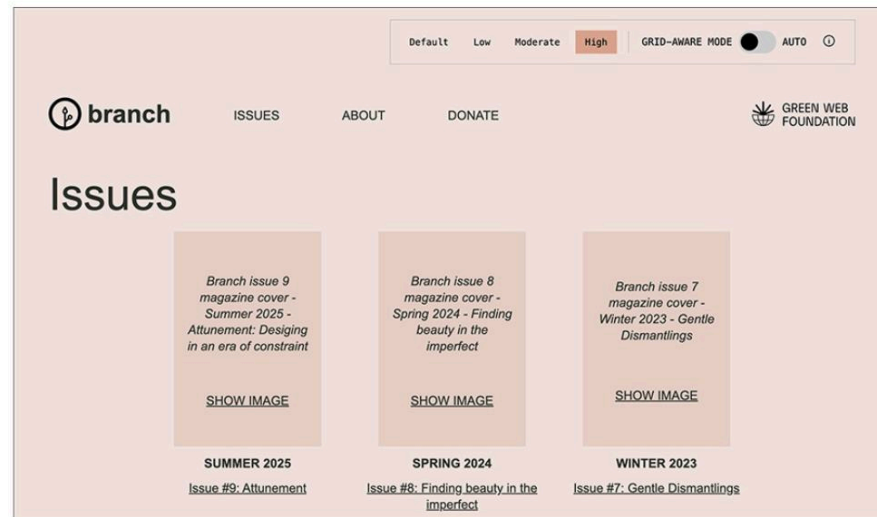 Default Low Moderate High GRID-AWARE MODE AUTO
branch ISSUES ABOUT DONATE GREEN WEB
FOUNDATION
Issues
Branch issue 9
magazine cover -
Summer 2025 -
Attunement: Desiging
in an era of constraint
SHOW IMAGE
Branch issue 8
magazine cover -
Spring 2024 - Finding
beauty in the
imperfect
SHOW IMAGE
Branch issue 7
magazine cover -
Winter 2023 - Gentle
Dismantlings
SHOW IMAGE
SUMMER 2025
Issue #9: Attunement
SPRING 2024
Issue #8: Finding beauty in the
imperfect
WINTER 2023
Issue #7: Gentle Dismantlings